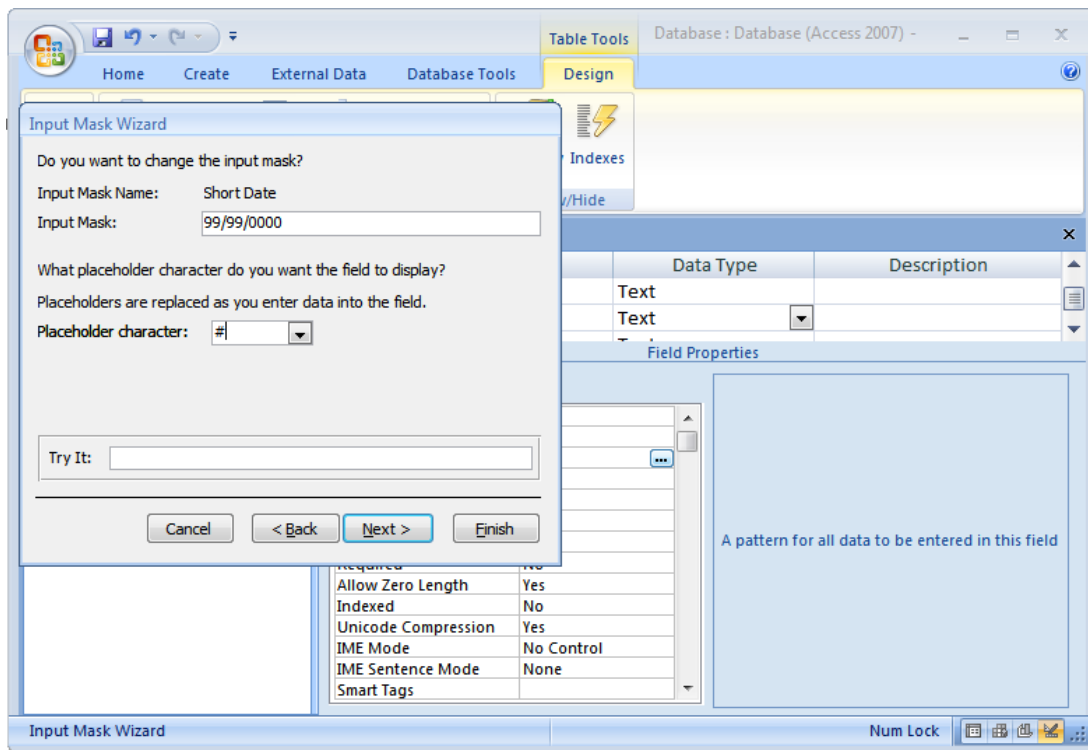 Table Tools
Database : Database (Access 2007) -
Home Create External Data Database Tools Design
Input Mask Wizard
Indexes
Do you want to change the input mask?
Input Mask Name: Short Date
Input Mask: 99/99/0000
What placeholder character do you want the field to display?
Placeholders are replaced as you enter data into the field.
Placeholder character: #
Try It:
Cancel < Back Next > Finish
Data Type Description
Text
Text
Field Properties
Allow Zero Length Yes
Indexed No
Unicode Compression Yes
IME Mode No Control
IME Sentence Mode None
Smart Tags
A pattern for all data to be entered in this field
Input Mask Wizard Num Lock